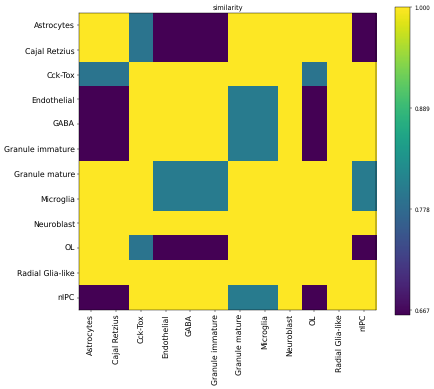 similarity
Astrocytes
Cajal Retzius
Cck-Tox
Endothelial
GABA
Granule immature
Granule mature
Microglia
Neuroblast
OL
Radial Glia-like
nIPC
Astrocytes
Cajal Retzius
Cck-Tox
Endothelial
GABA
Granule immature
Granule mature
Microglia
Neuroblast
OL
Radial Glia-like
nIPC
1.000
0.889
0.778
0.667